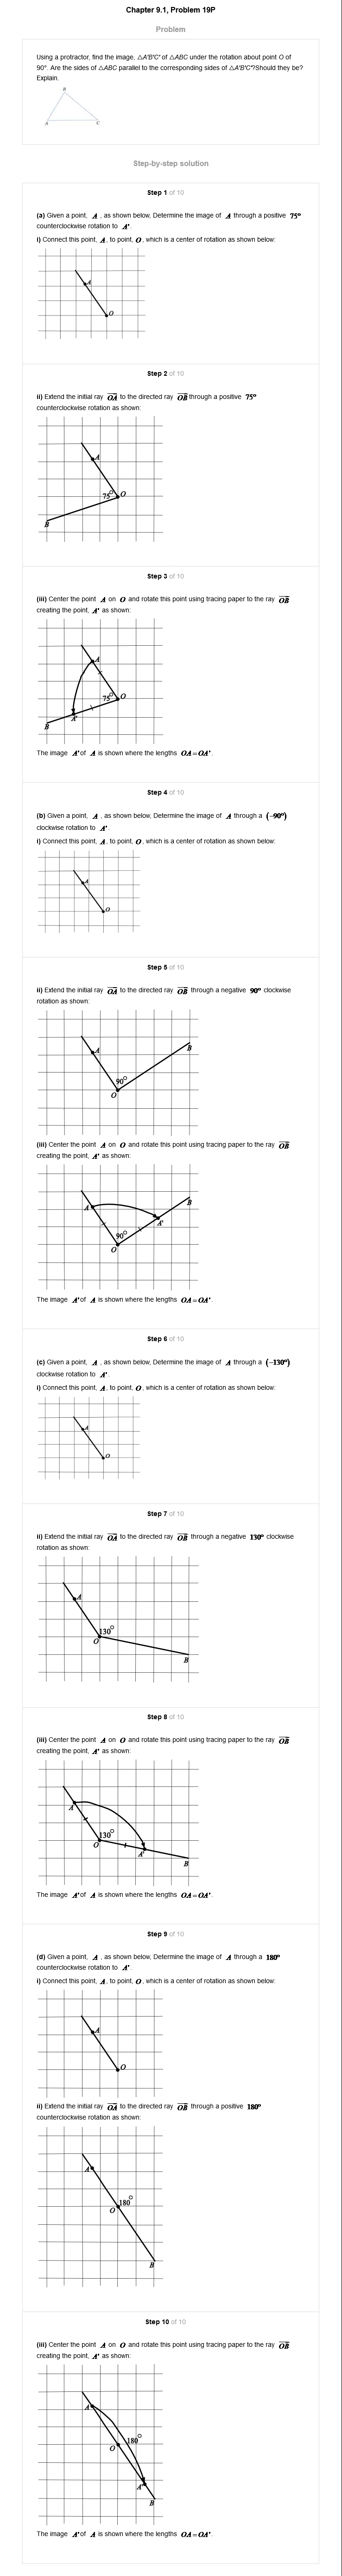 Chapter 9.1, Problem 19P
Problem
Using a protractor, find the image, △A'B'C' of △ABC under the rotation about point O of
90°. Are the sides of △ABC parallel to the corresponding sides of △A'B'C'?Should they be?
Explain.
B
A C
Step-by-step solution
Step 1 of 10
(a) Given a point, A , as shown below, Determine the image of A through a positive 75°
counterclockwise rotation to A'.
i) Connect this point, A, to point, O, which is a center of rotation as shown below:
A
O
Step 2 of 10
ii) Extend the initial ray OA to the directed ray OB through a positive 75°
counterclockwise rotation as shown:
A
75° O
B
Step 3 of 10
(iii) Center the point A on O and rotate this point using tracing paper to the ray OB
creating the point, A' as shown:
A
75° O
A'
B
The image A' of A is shown where the lengths OA=OA'.
Step 4 of 10
(b) Given a point, A , as shown below, Determine the image of A through a (−90°)
clockwise rotation to A'.
i) Connect this point, A, to point, O, which is a center of rotation as shown below:
A
O
Step 5 of 10
ii) Extend the initial ray OA to the directed ray OB through a negative 90° clockwise
rotation as shown:
B
A
90°
O
(iii) Center the point A on O and rotate this point using tracing paper to the ray OB
creating the point, A' as shown:
B
A
A'
90°
O
The image A' of A is shown where the lengths OA=OA'.
Step 6 of 10
(c) Given a point, A , as shown below, Determine the image of A through a (−130°)
clockwise rotation to A'.
i) Connect this point, A, to point, O, which is a center of rotation as shown below:
A
O
Step 7 of 10
ii) Extend the initial ray OA to the directed ray OB through a negative 130° clockwise
rotation as shown:
A
130°
O
B
Step 8 of 10
(iii) Center the point A on O and rotate this point using tracing paper to the ray OB
creating the point, A' as shown:
A
130°
O
A'
B
The image A' of A is shown where the lengths OA=OA'.
Step 9 of 10
(d) Given a point, A , as shown below, Determine the image of A through a 180°
counterclockwise rotation to A'.
i) Connect this point, A, to point, O, which is a center of rotation as shown below:
A
O
ii) Extend the initial ray OA to the directed ray OB through a positive 180°
counterclockwise rotation as shown:
A
180°
O
B
Step 10 of 10
(iii) Center the point A on O and rotate this point using tracing paper to the ray OB
creating the point, A' as shown:
A
180°
O
A'
B
The image A' of A is shown where the lengths OA=OA'.